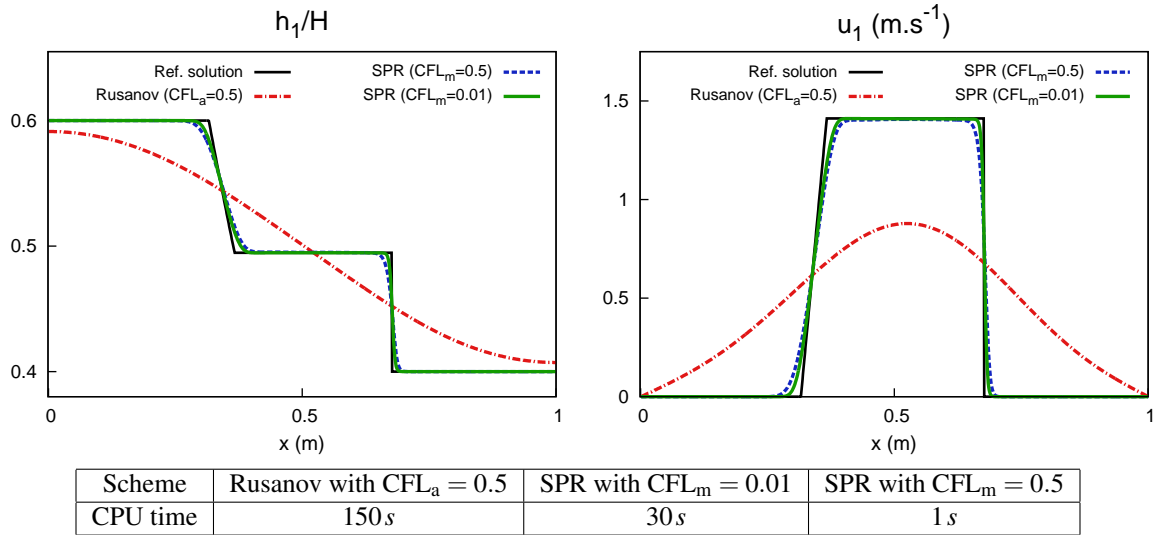 h₁/H
Ref. solution
Rusanov (CFLₐ=0.5)
SPR (CFLₘ=0.5)
SPR (CFLₘ=0.01)
0.6
0.5
0.4
0
0.5
1
x (m)
u₁ (m.s⁻¹)
Ref. solution
Rusanov (CFLₐ=0.5)
SPR (CFLₘ=0.5)
SPR (CFLₘ=0.01)
1.5
1
0.5
0
0
0.5
1
x (m)
Scheme Rusanov with CFLₐ = 0.5 SPR with CFLₘ = 0.01 SPR with CFLₘ = 0.5
CPU time 150 s 30 s 1 s